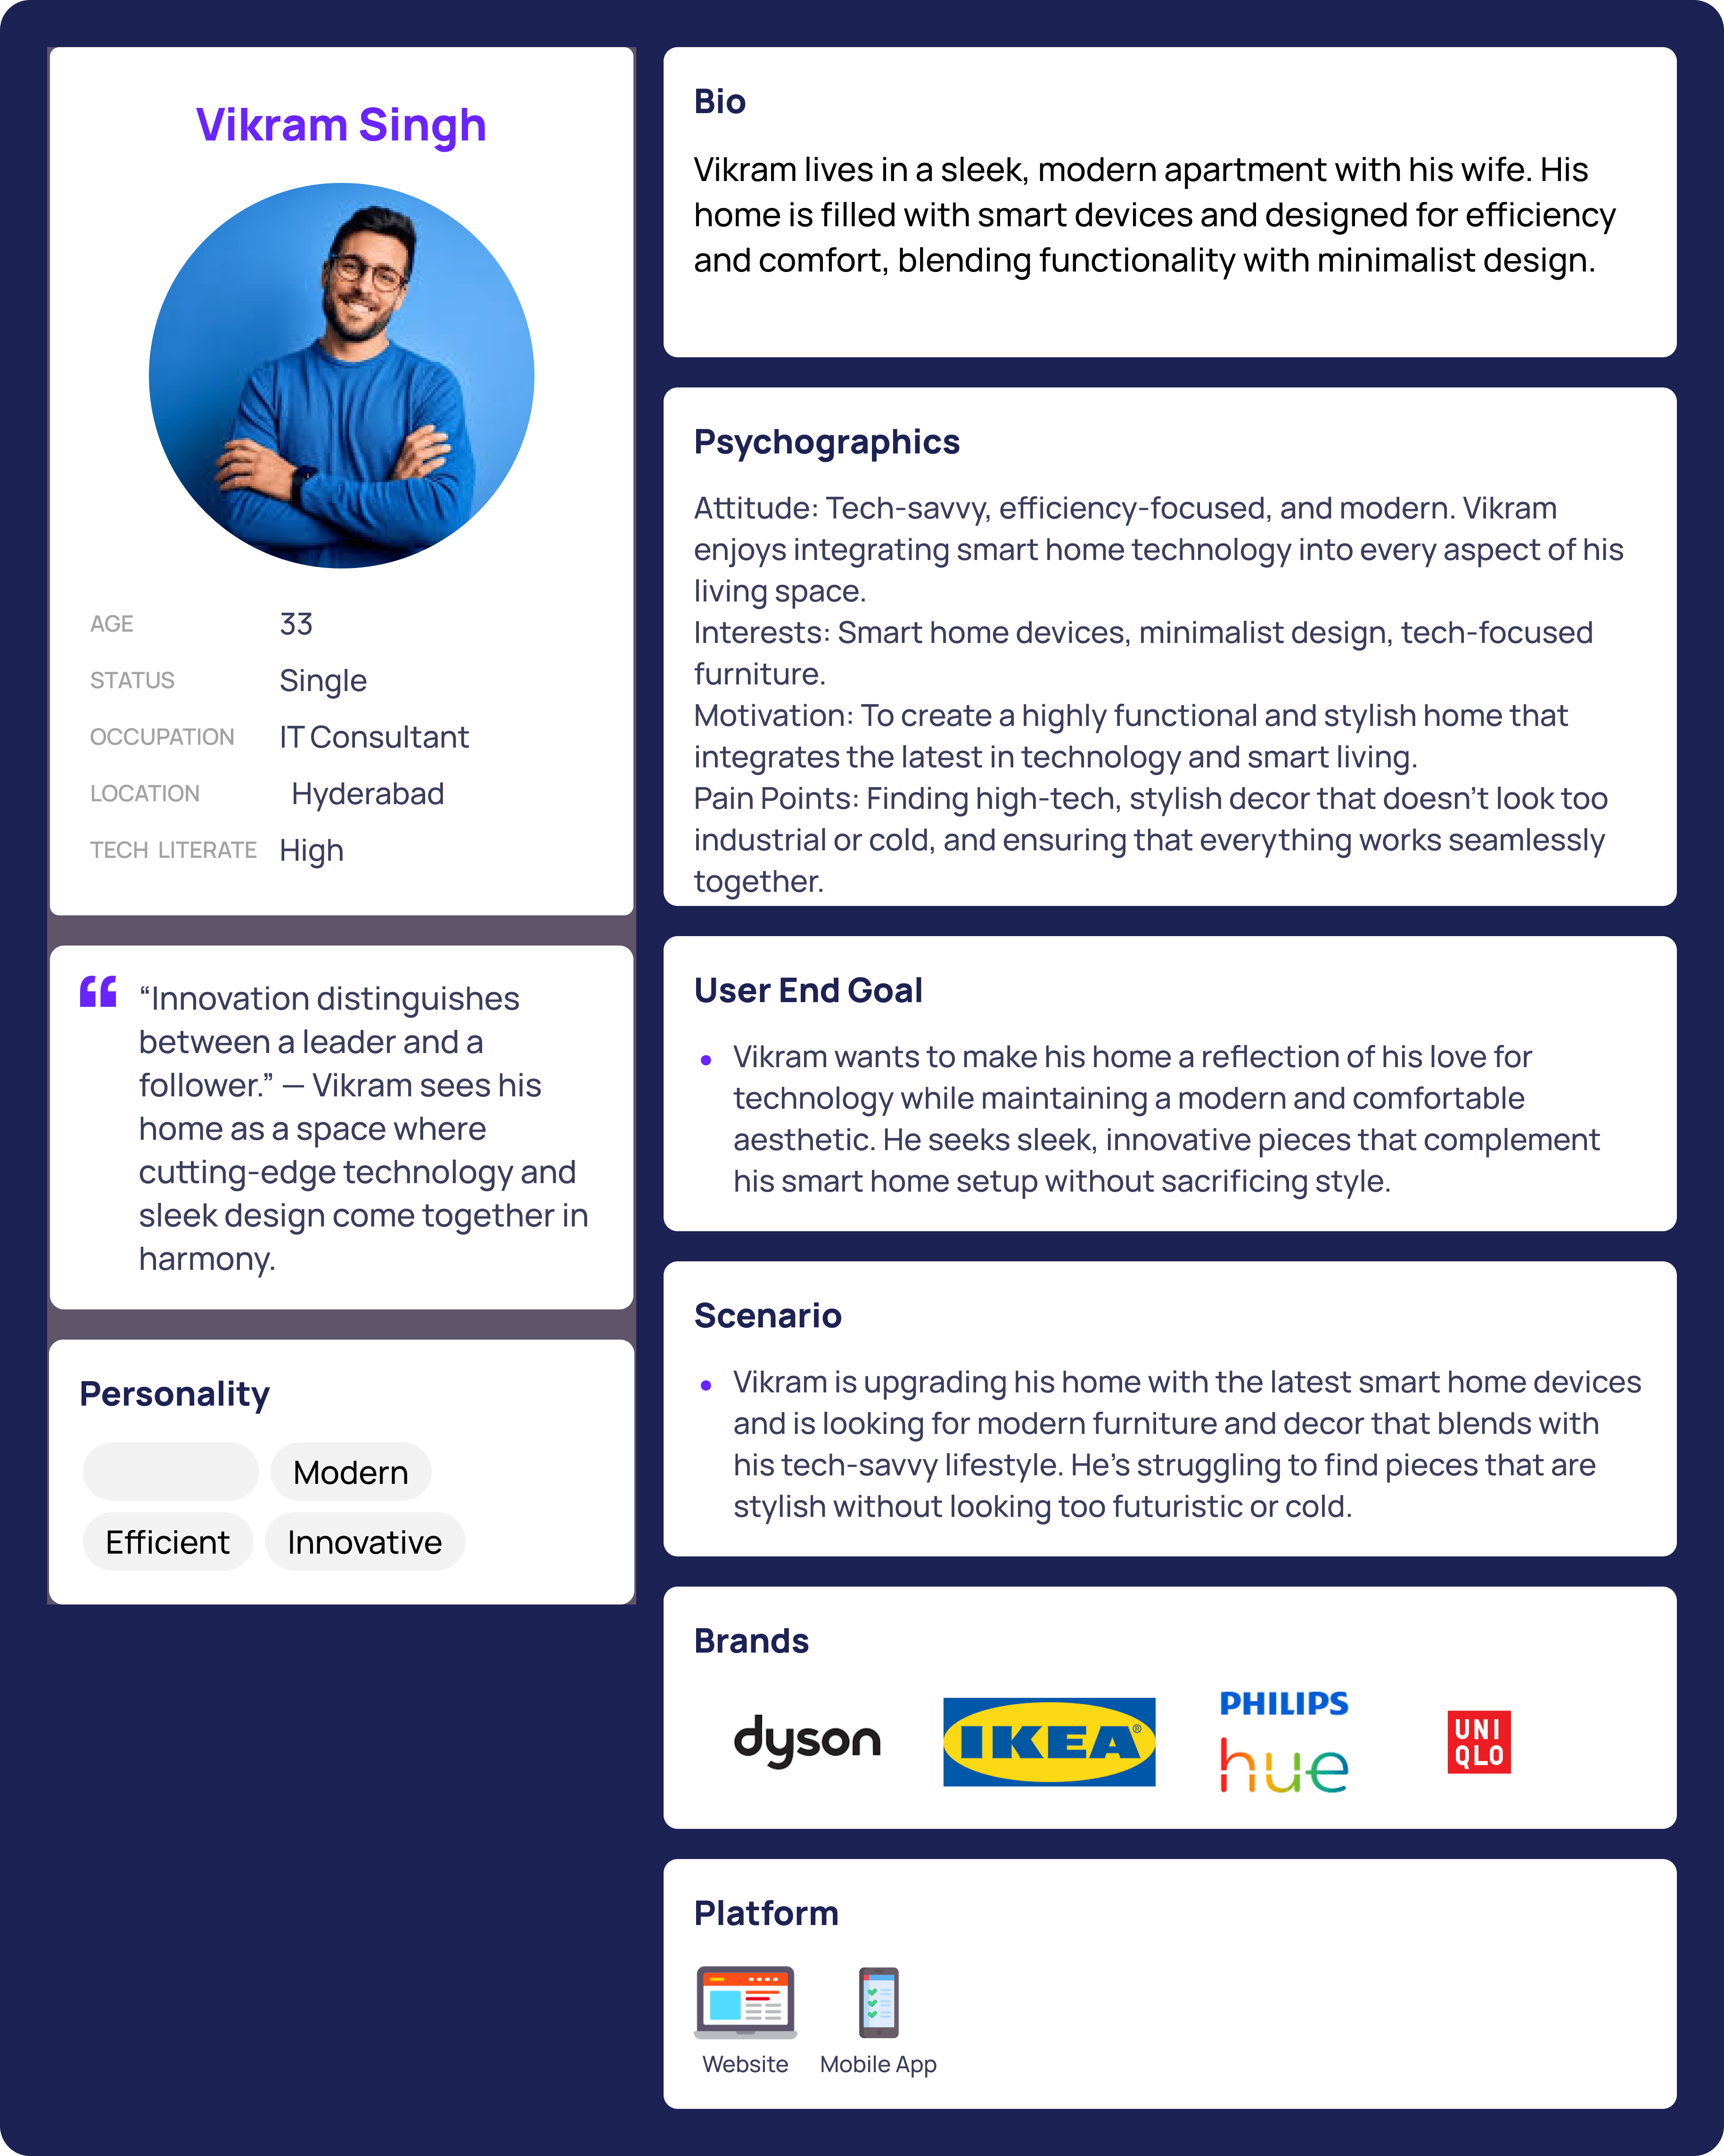 Vikram Singh
AGE 33
STATUS Single
OCCUPATION IT Consultant
LOCATION Hyderabad
TECH LITERATE High
“Innovation distinguishes
between a leader and a
follower.” — Vikram sees his
home as a space where
cutting-edge technology and
sleek design come together in
harmony.
Personality
Modern
Efficient Innovative
Bio
Vikram lives in a sleek, modern apartment with his wife. His
home is filled with smart devices and designed for efficiency
and comfort, blending functionality with minimalist design.
Psychographics
Attitude: Tech-savvy, efficiency-focused, and modern. Vikram
enjoys integrating smart home technology into every aspect of his
living space.
Interests: Smart home devices, minimalist design, tech-focused
furniture.
Motivation: To create a highly functional and stylish home that
integrates the latest in technology and smart living.
Pain Points: Finding high-tech, stylish decor that doesn’t look too
industrial or cold, and ensuring that everything works seamlessly
together.
User End Goal
Vikram wants to make his home a reflection of his love for
technology while maintaining a modern and comfortable
aesthetic. He seeks sleek, innovative pieces that complement
his smart home setup without sacrificing style.
Scenario
Vikram is upgrading his home with the latest smart home devices
and is looking for modern furniture and decor that blends with
his tech-savvy lifestyle. He’s struggling to find pieces that are
stylish without looking too futuristic or cold.
Brands
dyson
IKEA®
PHILIPS
hue
UNI
QLO
Platform
Website Mobile App